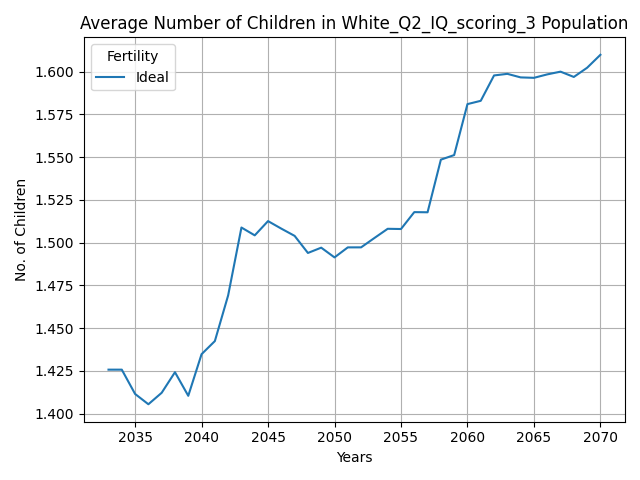 Average Number of Children in White_Q2_IQ_scoring_3 Population
Fertility
Ideal
No. of Children
1.600
1.575
1.550
1.525
1.500
1.475
1.450
1.425
1.400
2035 2040 2045 2050 2055 2060 2065 2070
Years